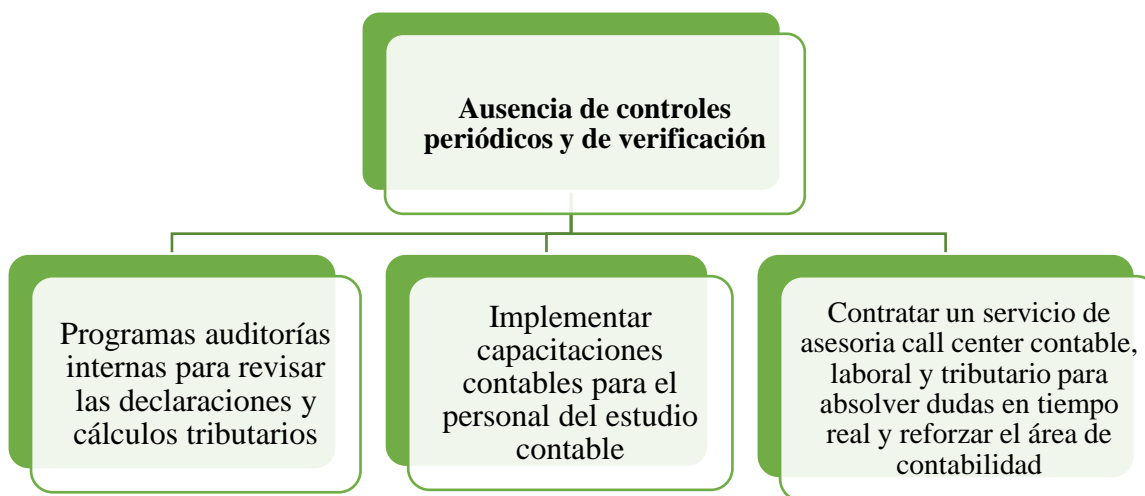 Ausencia de controles
periódicos y de verificación
Programas auditorías
internas para revisar
las declaraciones y
cálculos tributarios
Implementar
capacitaciones
contables para el
personal del estudio
contable
Contratar un servicio de
asesoria call center contable,
laboral y tributario para
absolver dudas en tiempo
real y reforzar el área de
contabilidad